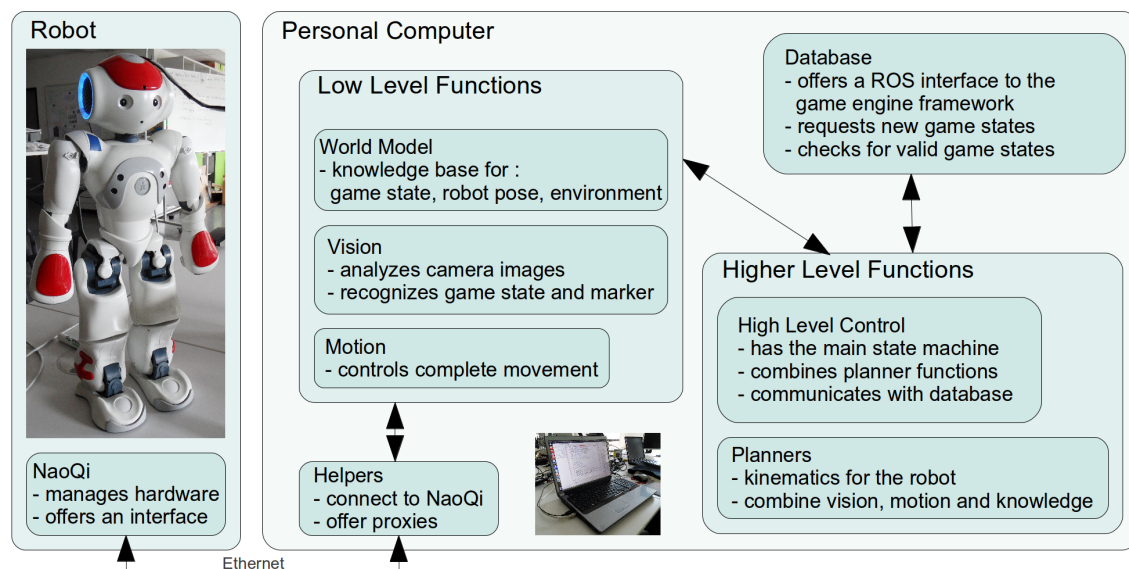 Robot
NaoQi
- manages hardware
- offers an interface
Ethernet
Personal Computer
Low Level Functions
World Model
- knowledge base for :
game state, robot pose, environment
Vision
- analyzes camera images
- recognizes game state and marker
Motion
- controls complete movement
Helpers
- connect to NaoQi
- offer proxies
Database
- offers a ROS interface to the
game engine framework
- requests new game states
- checks for valid game states
Higher Level Functions
High Level Control
- has the main state machine
- combines planner functions
- communicates with database
Planners
- kinematics for the robot
- combine vision, motion and knowledge